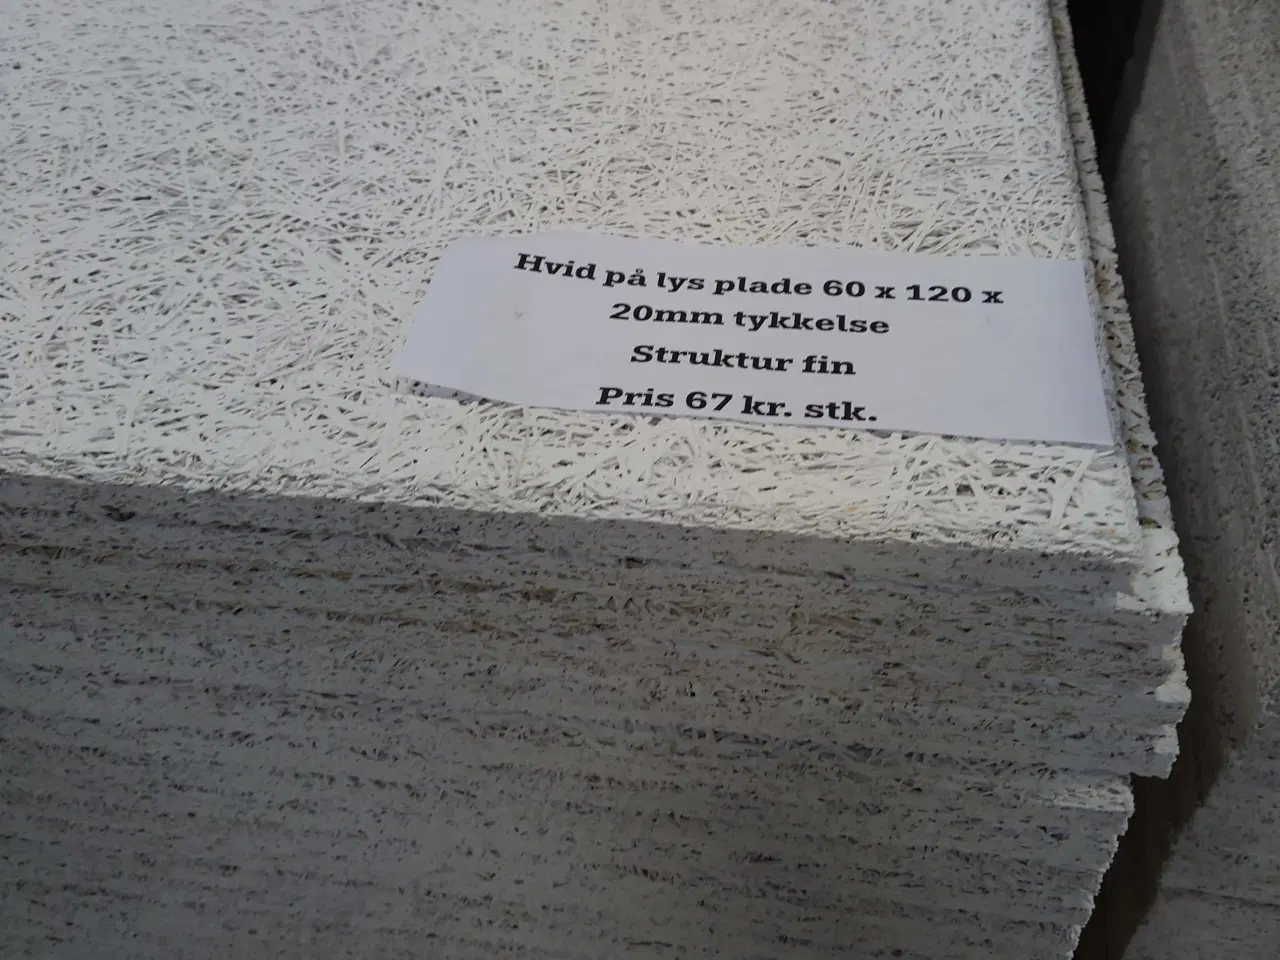 Hvid på lys plade 60 x 120 x
20mm tykkelse
Struktur fin
Pris 67 kr. stk.